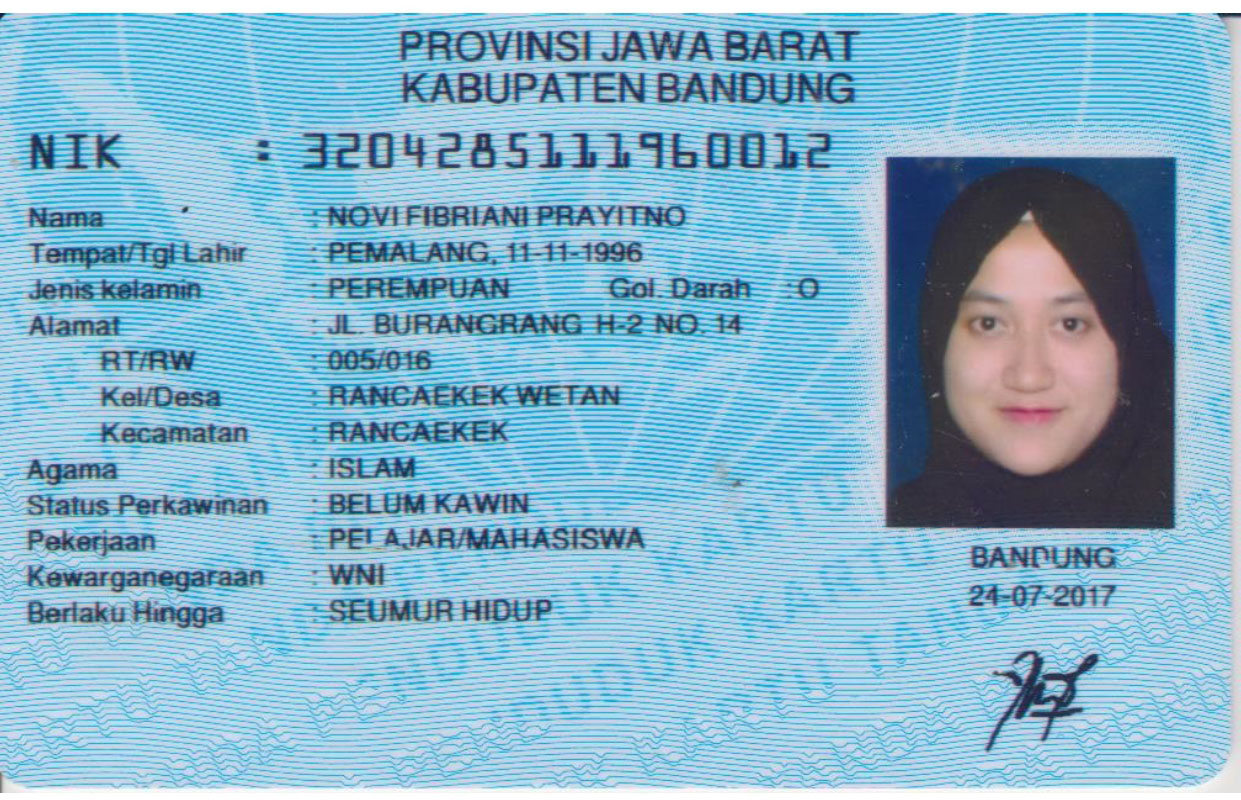 PROVINSI JAWA BARAT
KABUPATEN BANDUNG
NIK : 3204285111960012
Nama : NOVI FIBRIANI PRAYITNO
Tempat/Tgl Lahir : PEMALANG, 11-11-1996
Jenis kelamin : PEREMPUAN Gol. Darah : O
Alamat : JL. BURANGRANG H-2 NO. 14
RT/RW : 005/016
Kel/Desa : RANCAEKEK WETAN
Kecamatan : RANCAEKEK
Agama : ISLAM
Status Perkawinan : BELUM KAWIN
Pekerjaan : PELAJAR/MAHASISWA
Kewarganegaraan : WNI
Berlaku Hingga : SEUMUR HIDUP
BANDUNG
24-07-2017